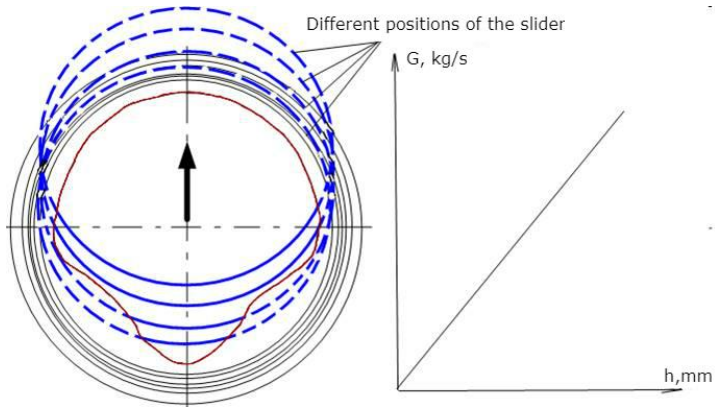 Different positions of the slider
G, kg/s
h,mm